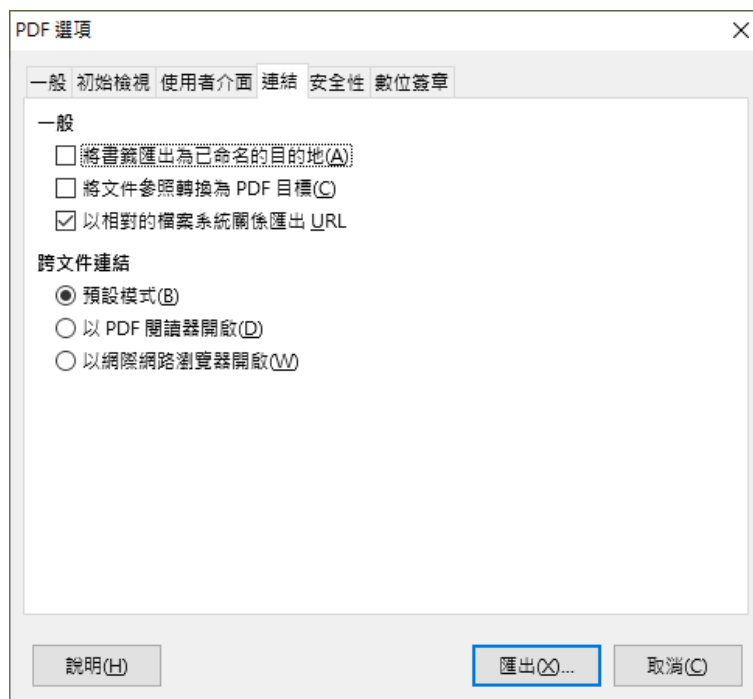 PDF 選項
一般 初始檢視 使用者介面 連結 安全性 數位簽章
一般
將書籤匯出為已命名的目的地(A)
將文件參照轉換為 PDF 目標(C)
以相對的檔案系統關係匯出 URL
跨文件連結
預設模式(B)
以 PDF 閱讀器開啟(D)
以網際網路瀏覽器開啟(W)
說明(H) 匯出(X)... 取消(C)